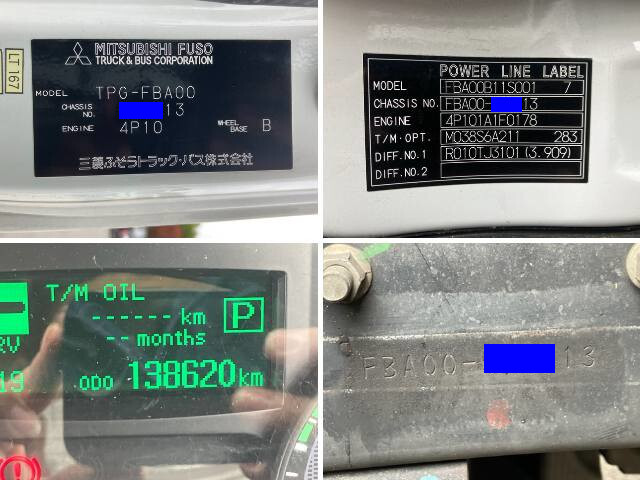 LT167
MITSUBISHI FUSO
TRUCK & BUS CORPORATION
MODEL TPG-FBA00
CHASSIS NO. 13
ENGINE 4P10 WHEEL BASE B
三菱ふそうトラック・バス株式会社
POWER LINE LABEL
MODEL FBA00B11S001 7
CHASSIS NO. FBA00- 13
ENGINE 4P101A1F0178
T/M・OPT. M038S6A211 283
DIFF.NO.1 R010TJ3101(3.909)
DIFF.NO.2
T/M OIL
------ km
-- months
P
RV
19
ODO 138620km
FBA00- 13